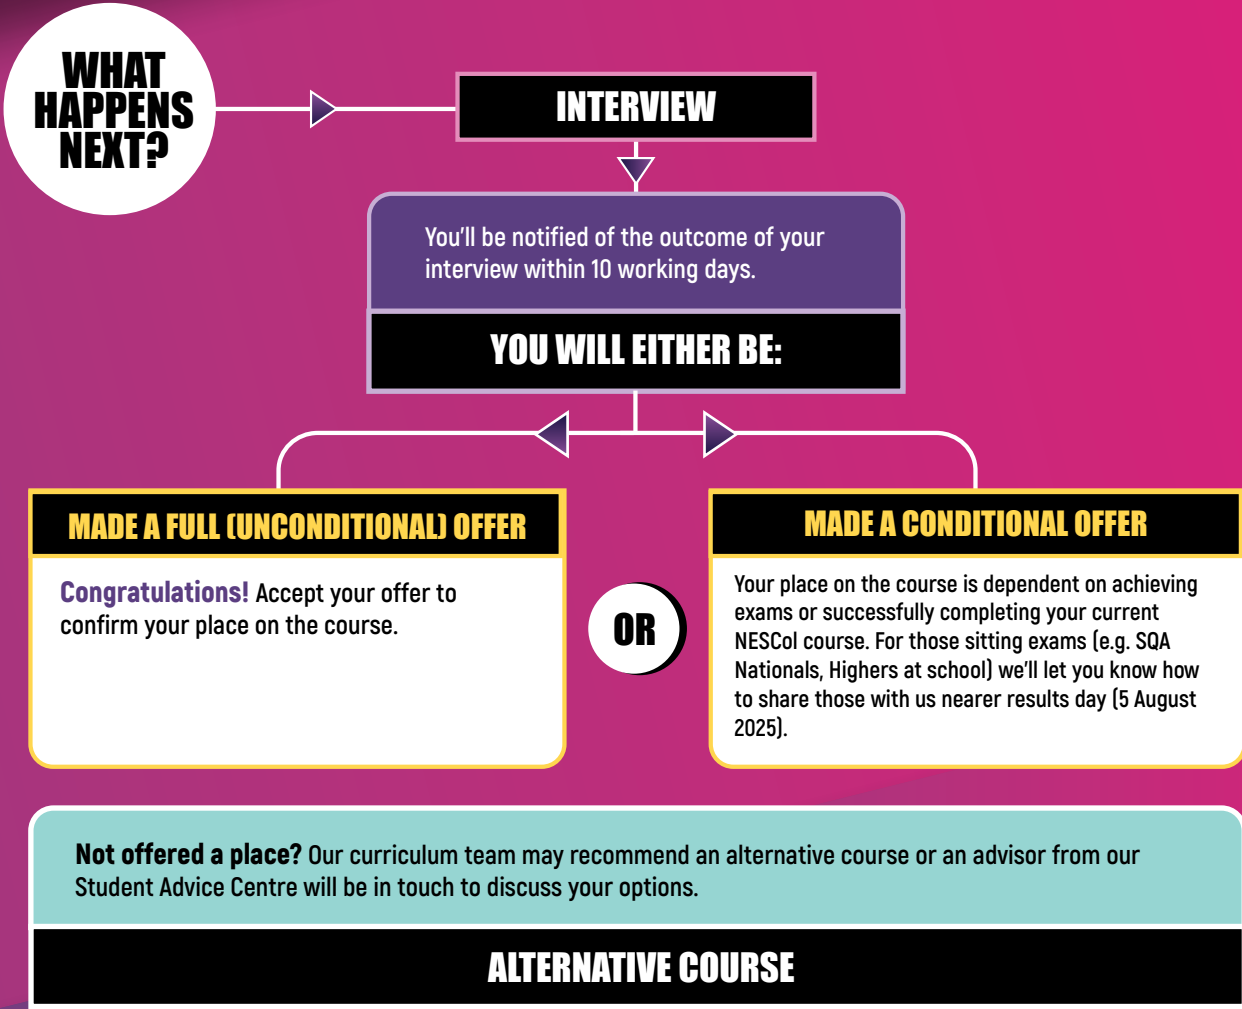 WHAT
HAPPENS
NEXT?
INTERVIEW
You'll be notified of the outcome of your
interview within 10 working days.
YOU WILL EITHER BE:
MADE A FULL (UNCONDITIONAL) OFFER
Congratulations! Accept your offer to
confirm your place on the course.
OR
MADE A CONDITIONAL OFFER
Your place on the course is dependent on achieving
exams or successfully completing your current
NESCol course. For those sitting exams (e.g. SQA
Nationals, Highers at school) we'll let you know how
to share those with us nearer results day (5 August
2025).
Not offered a place? Our curriculum team may recommend an alternative course or an advisor from our
Student Advice Centre will be in touch to discuss your options.
ALTERNATIVE COURSE